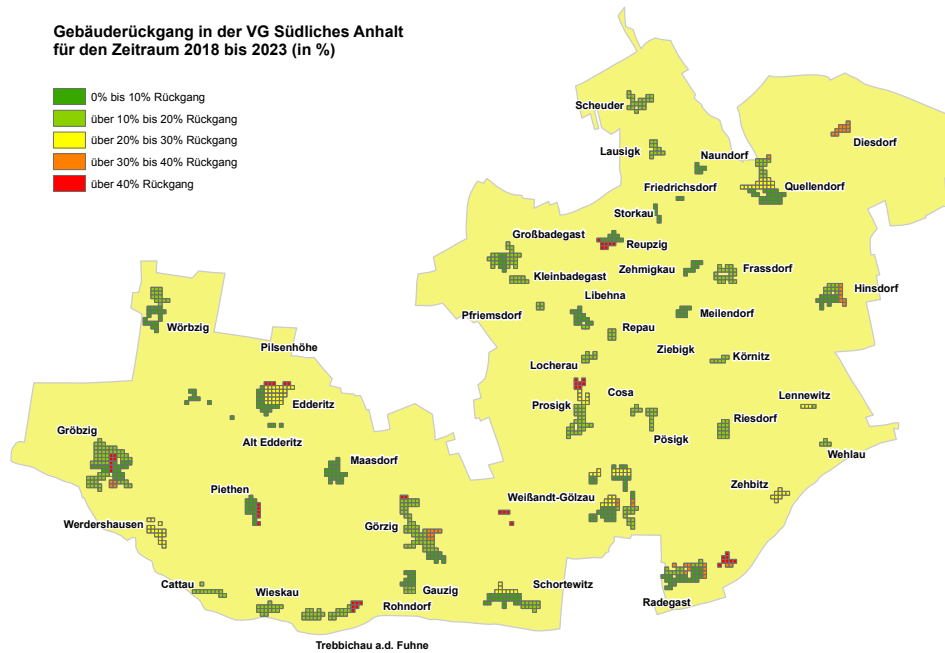 Gebäuderückgang in der VG Südliches Anhalt
für den Zeitraum 2018 bis 2023 (in %)
0% bis 10% Rückgang
über 10% bis 20% Rückgang
über 20% bis 30% Rückgang
über 30% bis 40% Rückgang
über 40% Rückgang
Scheuder
Diesdorf
Lausigk
Naundorf
Friedrichsdorf
Quellendorf
Storkau
Großbadegast
Reupzig
Zehmigkau
Frassdorf
Kleinbadegast
Hinsdorf
Libehna
Pfriemsdorf
Meilendorf
Wörbzig
Repau
Pilsenhöhe
Ziebigk
Körnitz
Locherau
Edderitz
Cosa
Lennewitz
Prosigk
Gröbzig
Alt Edderitz
Pösigk
Riesdorf
Wehlau
Maasdorf
Piethen
Zehbitz
Weißandt-Gölzau
Werdershausen
Görzig
Cattau
Wieskau
Gauzig
Schortewitz
Radegast
Rohndorf
Trebbichau a.d. Fuhne